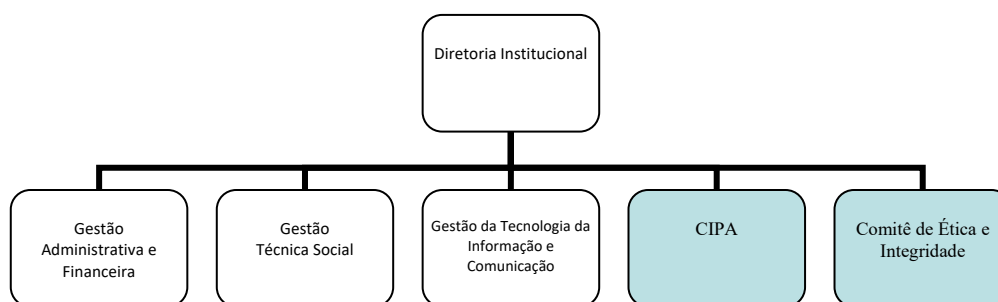 Diretoria Institucional
Gestão
Administrativa e
Financeira
Gestão
Técnica Social
Gestão da Tecnologia da
Informação e
Comunicação
CIPA
Comitê de Ética e
Integridade